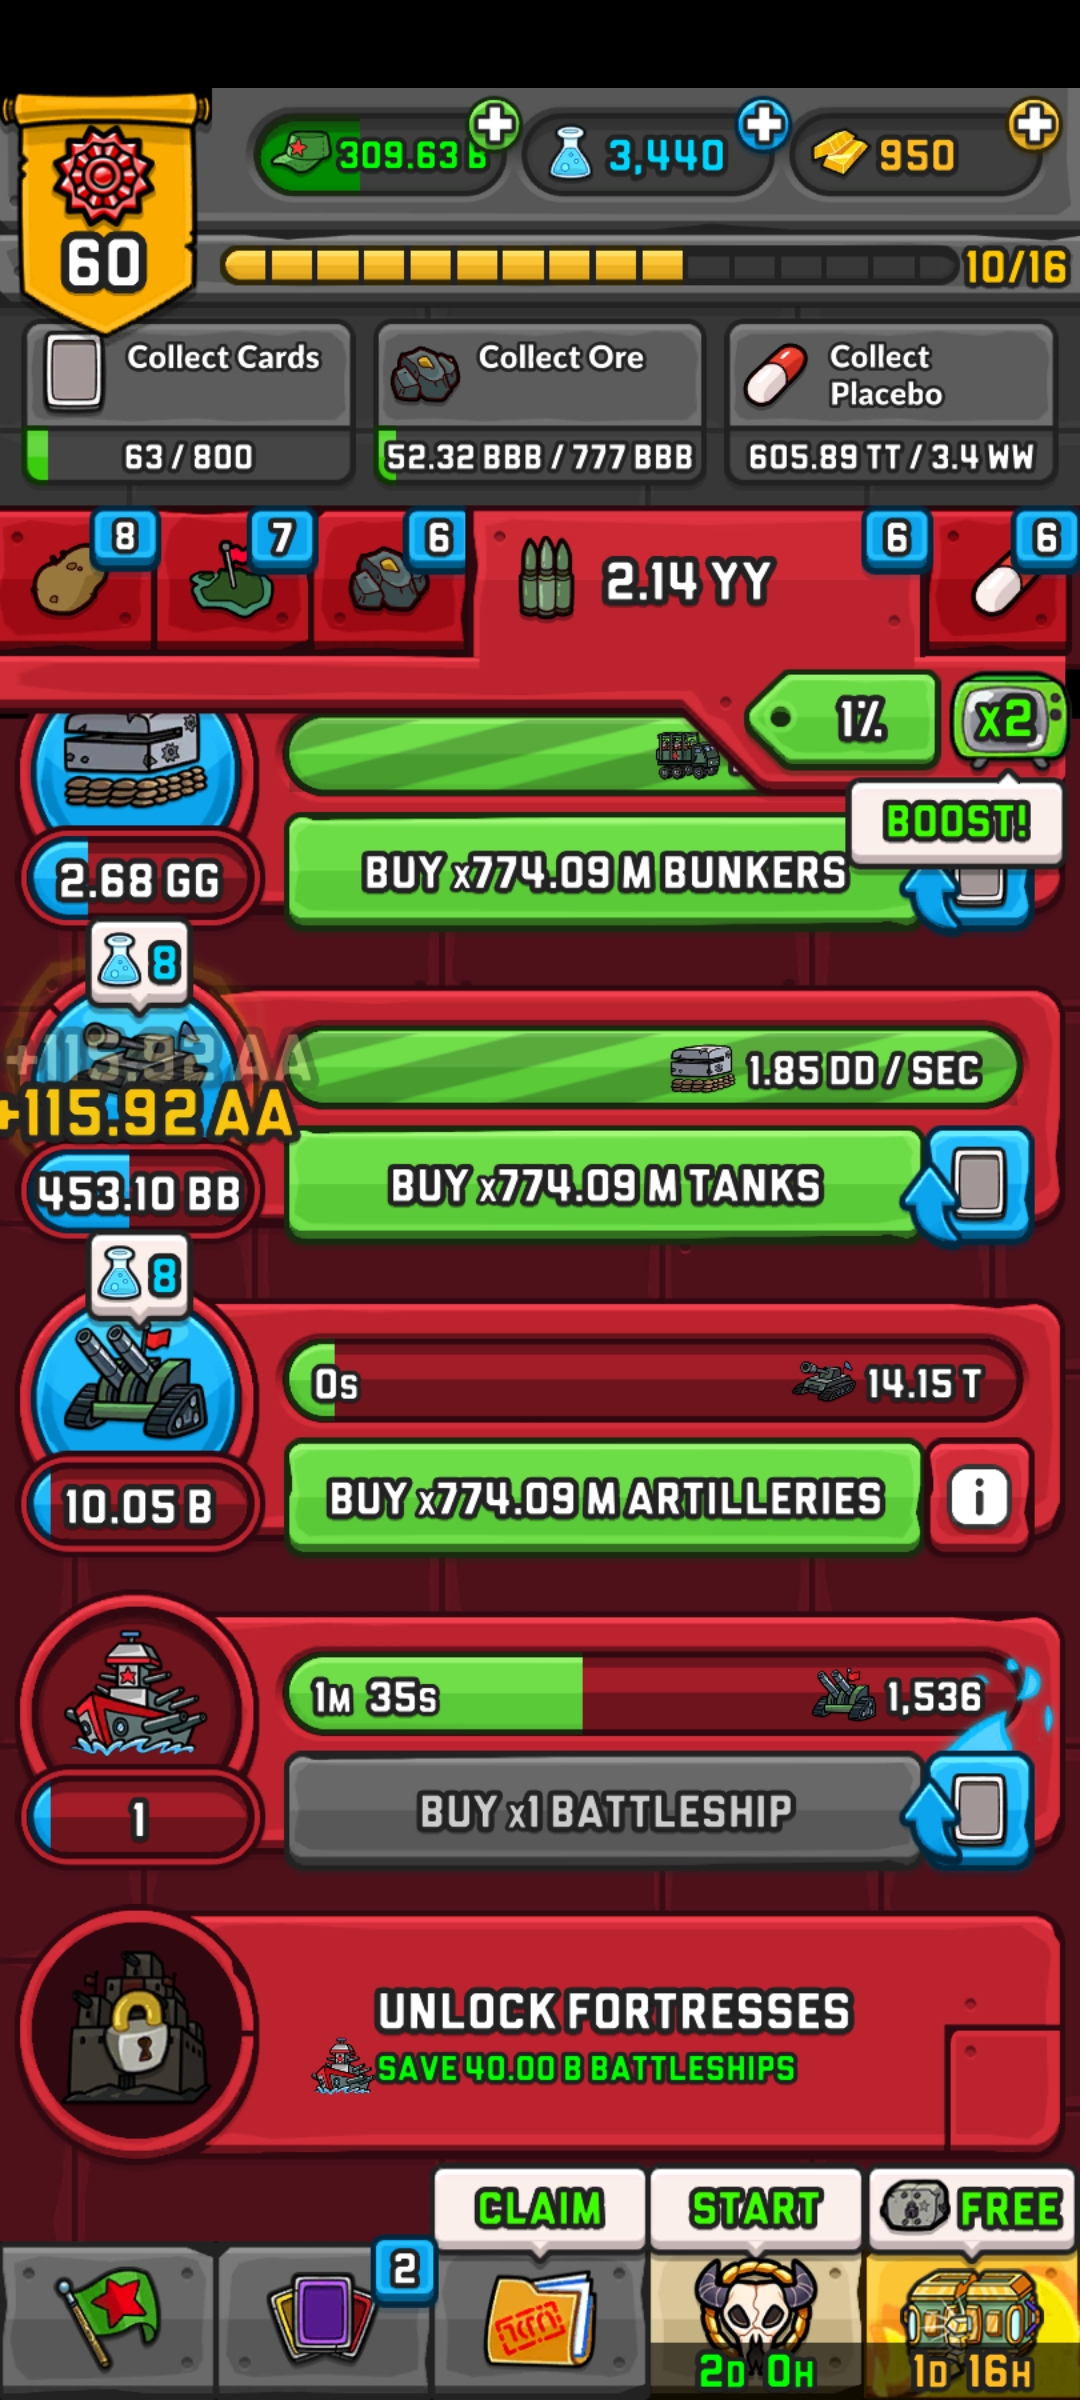 309.63 B
3,440
950
60
10/16
Collect Cards
63 / 800
Collect Ore
52.32 BBB / 777 BBB
Collect
Placebo
605.89 TT / 3.4 WW
8
7
6
2.14 YY
6
6
1%
x2
BOOST!
2.68 GG
BUY x774.09 M BUNKERS
8
+115.92 AA
+115.92 AA
1.85 DD / SEC
453.10 BB
BUY x774.09 M TANKS
8
0s
14.15 T
10.05 B
BUY x774.09 M ARTILLERIES
i
1M 35s
1,536
1
BUY x1 BATTLESHIP
UNLOCK FORTRESSES
SAVE 40.00 B BATTLESHIPS
CLAIM
START
FREE
2
2D 0H
1D 16H